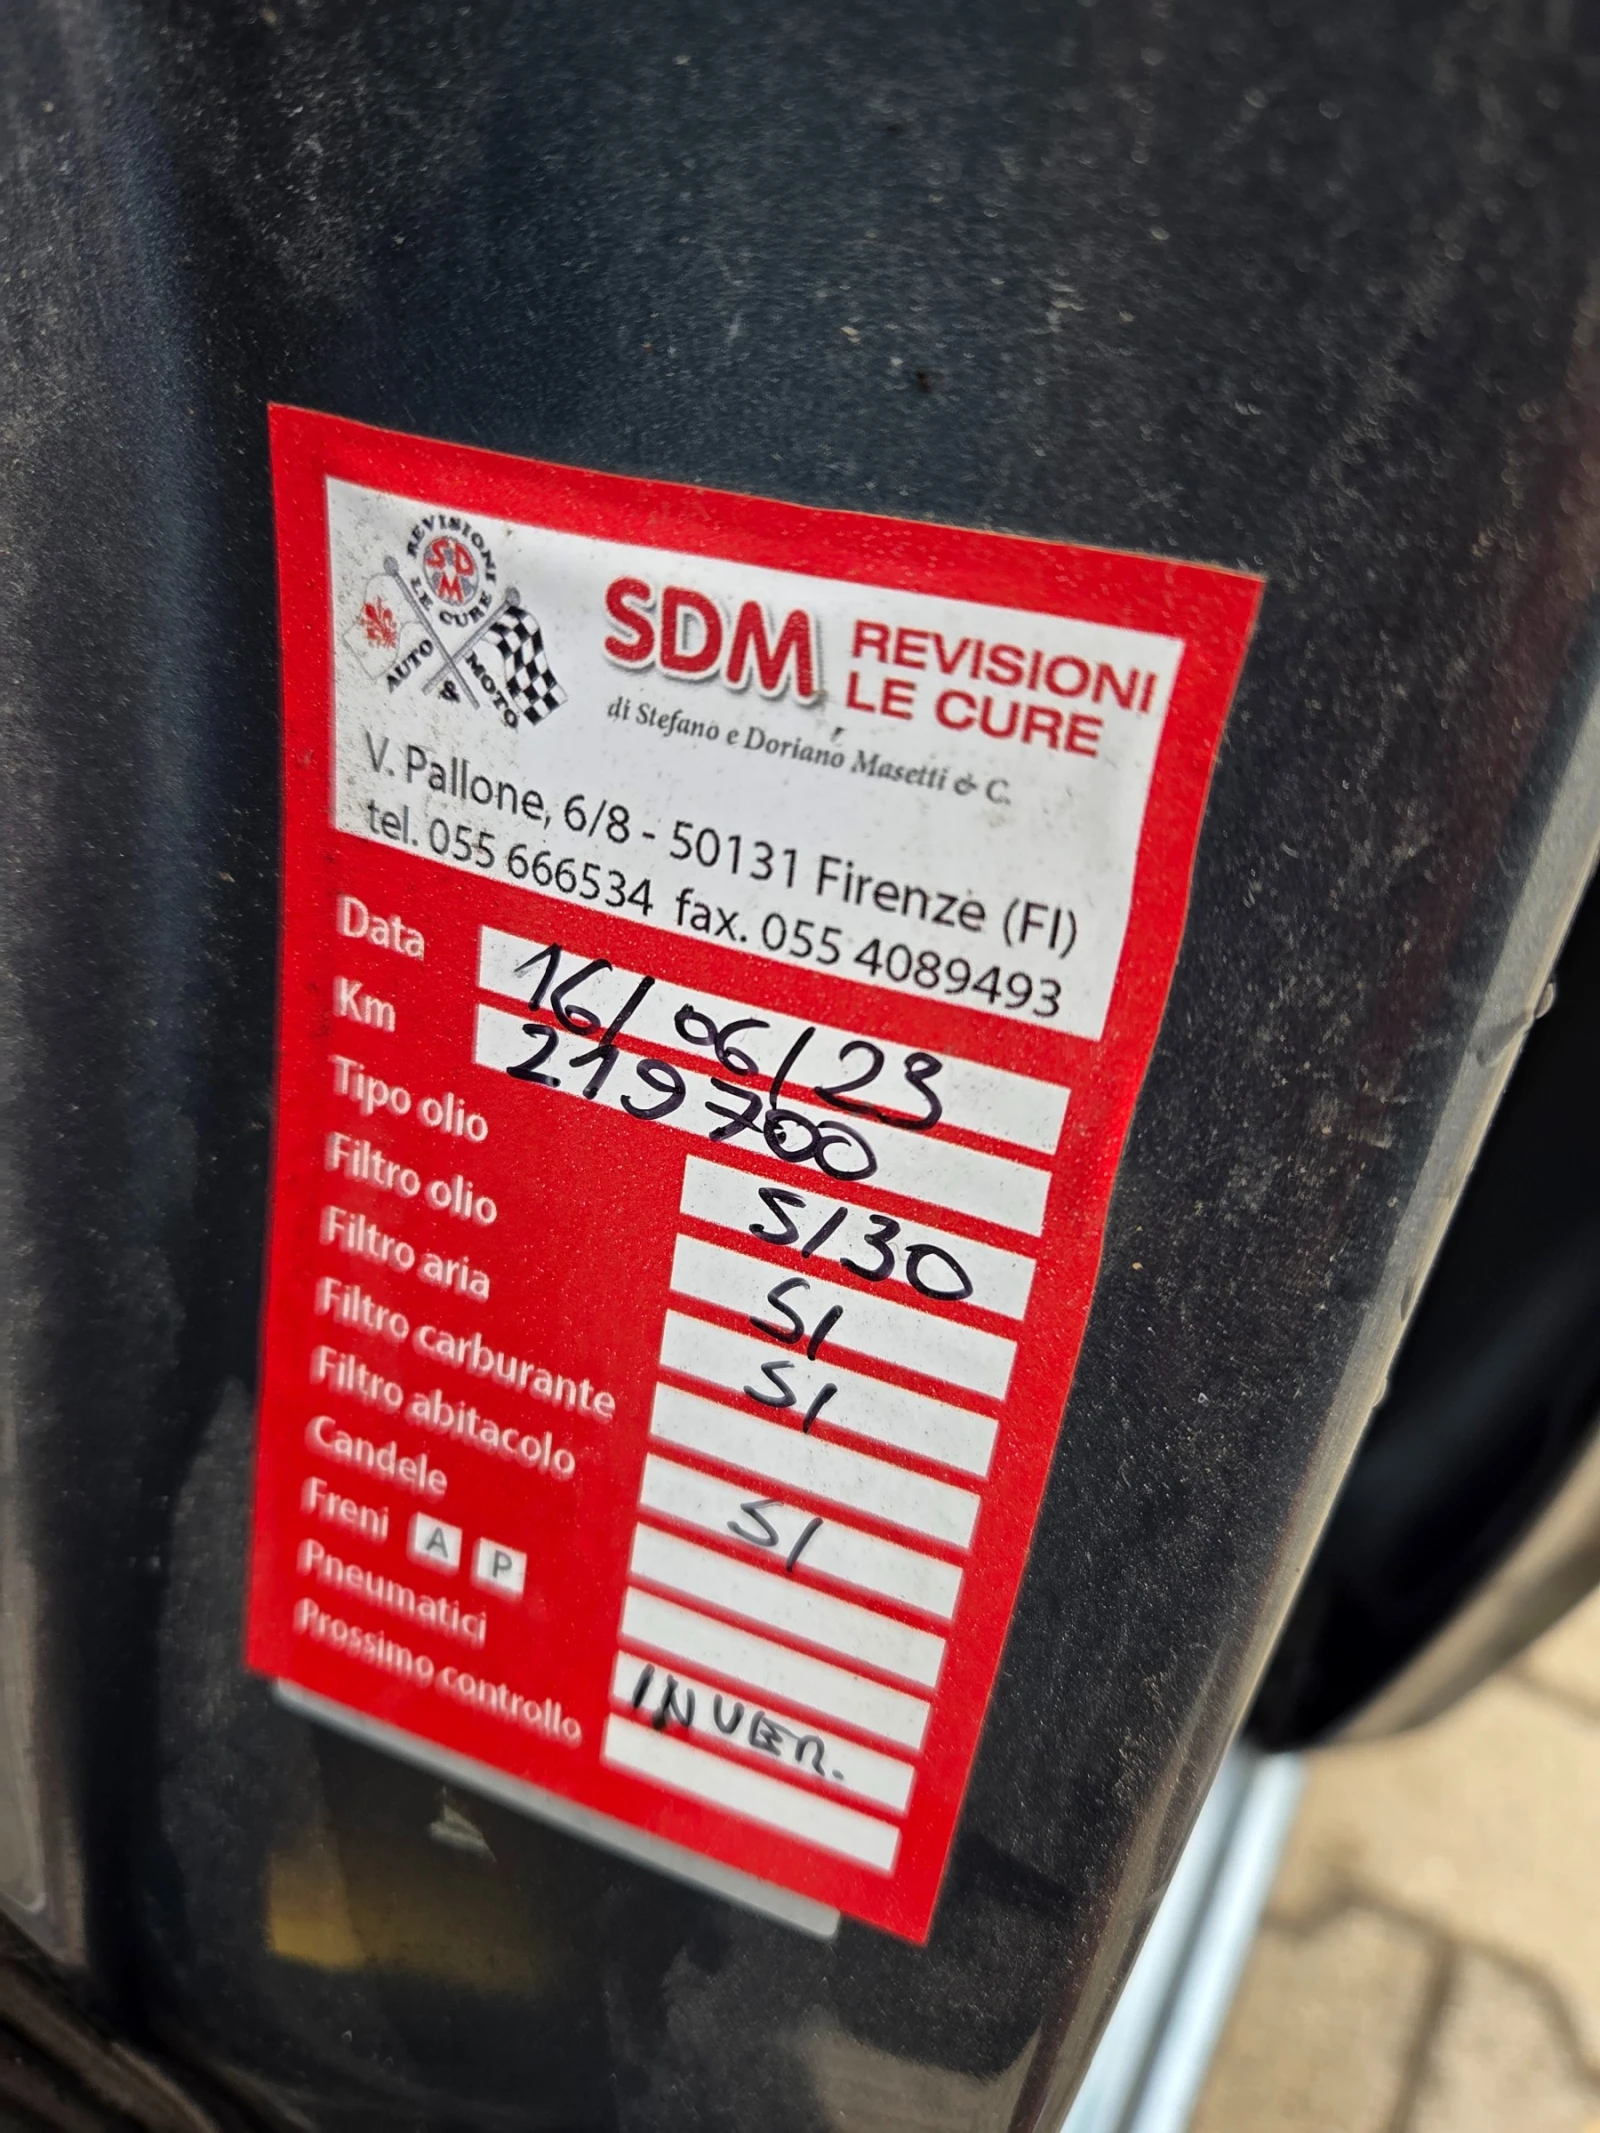 REVISIONI LE CURE
SDM
AUTO & MOTO
SDM REVISIONI LE CURE
di Stefano e Doriano Masetti & C.
V. Pallone, 6/8 - 50131 Firenze (FI)
tel. 055 666534 fax. 055 4089493
Data 16/06/23
Km 219700
Tipo olio 5/30
Filtro olio SI
Filtro aria SI
Filtro carburante
Filtro abitacolo SI
Candele
Freni A P
Pneumatici INVER.
Prossimo controllo